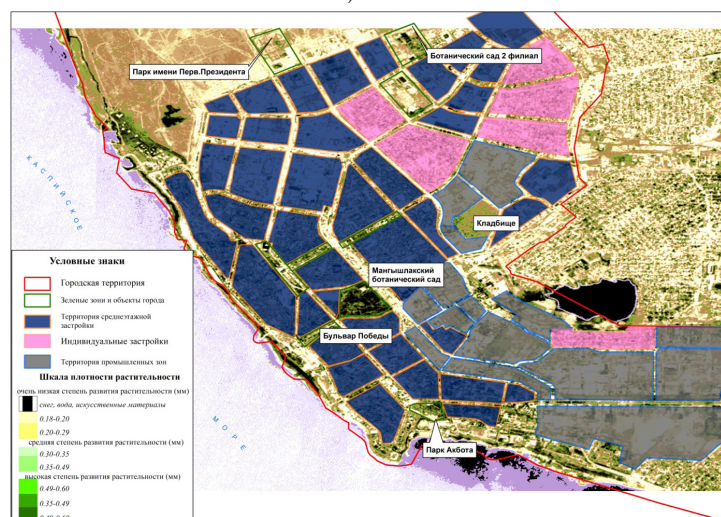 Парк имени Перв.Президента
Ботанический сад 2 филиал
КАСПИЙСКОЕ
Кладбище
Мангышлакский
ботанический сад
Бульвар Победы
МОРЕ
Парк Акбота
Условные знаки
Городская территория
Зеленые зоны и объекты города
Территория среднеэтажной
застройки
Индивидуальные застройки
Территория промышленных зон
Шкала плотности растительности
очень низкая степень развития растительности (мм)
снег, вода, искусственные материалы
0.18-0.20
0.20-0.29
средняя степень развития растительности (мм)
0.30-0.35
0.35-0.49
высокая степень развития растительности (мм)
0.49-0.60
0.35-0.49